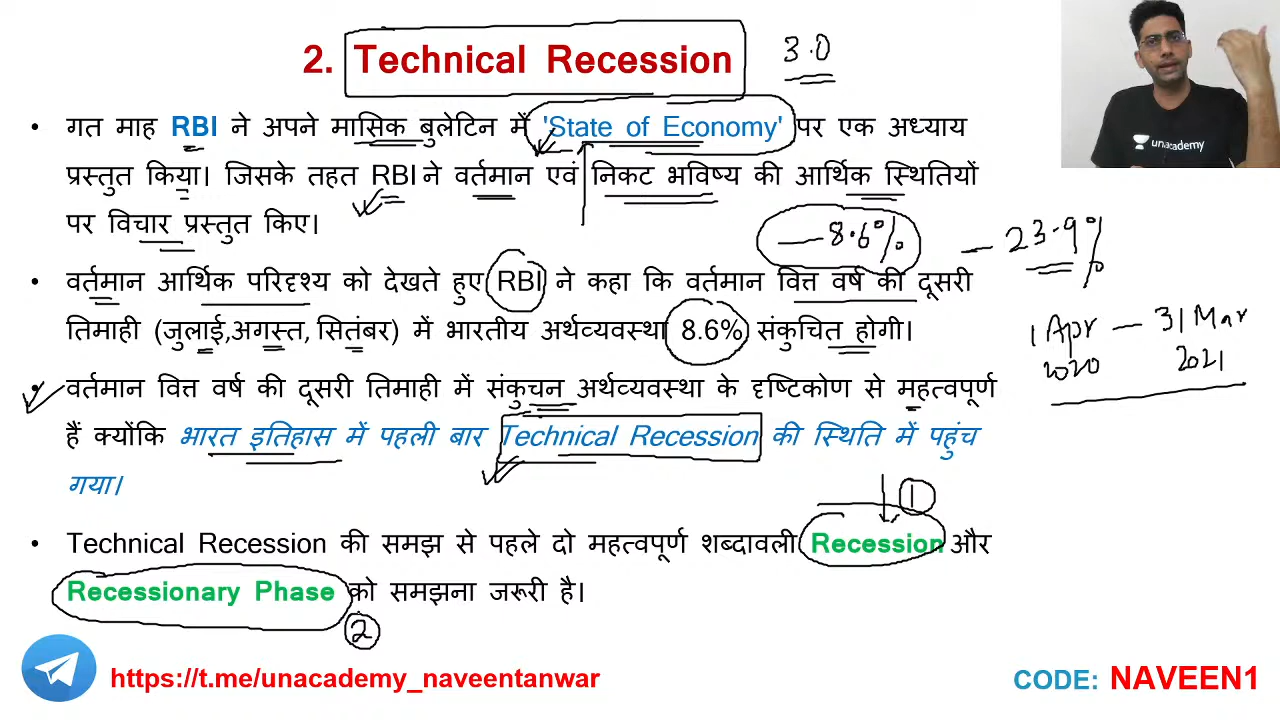 2. Technical Recession
3.0
• गत माह RBI ने अपने मासिक बुलेटिन में 'State of Economy' पर एक अध्याय
प्रस्तुत किया। जिसके तहत RBI ने वर्तमान एवं निकट भविष्य की आर्थिक स्थितियों
पर विचार प्रस्तुत किए।
—8.6%
—23.9%
• वर्तमान आर्थिक परिदृश्य को देखते हुए RBI ने कहा कि वर्तमान वित्त वर्ष की दूसरी
तिमाही (जुलाई,अगस्त, सितंबर) में भारतीय अर्थव्यवस्था 8.6% संकुचित होगी।
1 Apr — 31 Mar
2020 2021
• वर्तमान वित्त वर्ष की दूसरी तिमाही में संकुचन अर्थव्यवस्था के दृष्टिकोण से महत्वपूर्ण
हैं क्योंकि भारत इतिहास में पहली बार Technical Recession की स्थिति में पहुंच
गया।
1
• Technical Recession की समझ से पहले दो महत्वपूर्ण शब्दावली Recession और
Recessionary Phase को समझना जरूरी है।
2
https://t.me/unacademy_naveentanwar
CODE: NAVEEN1
unacademy